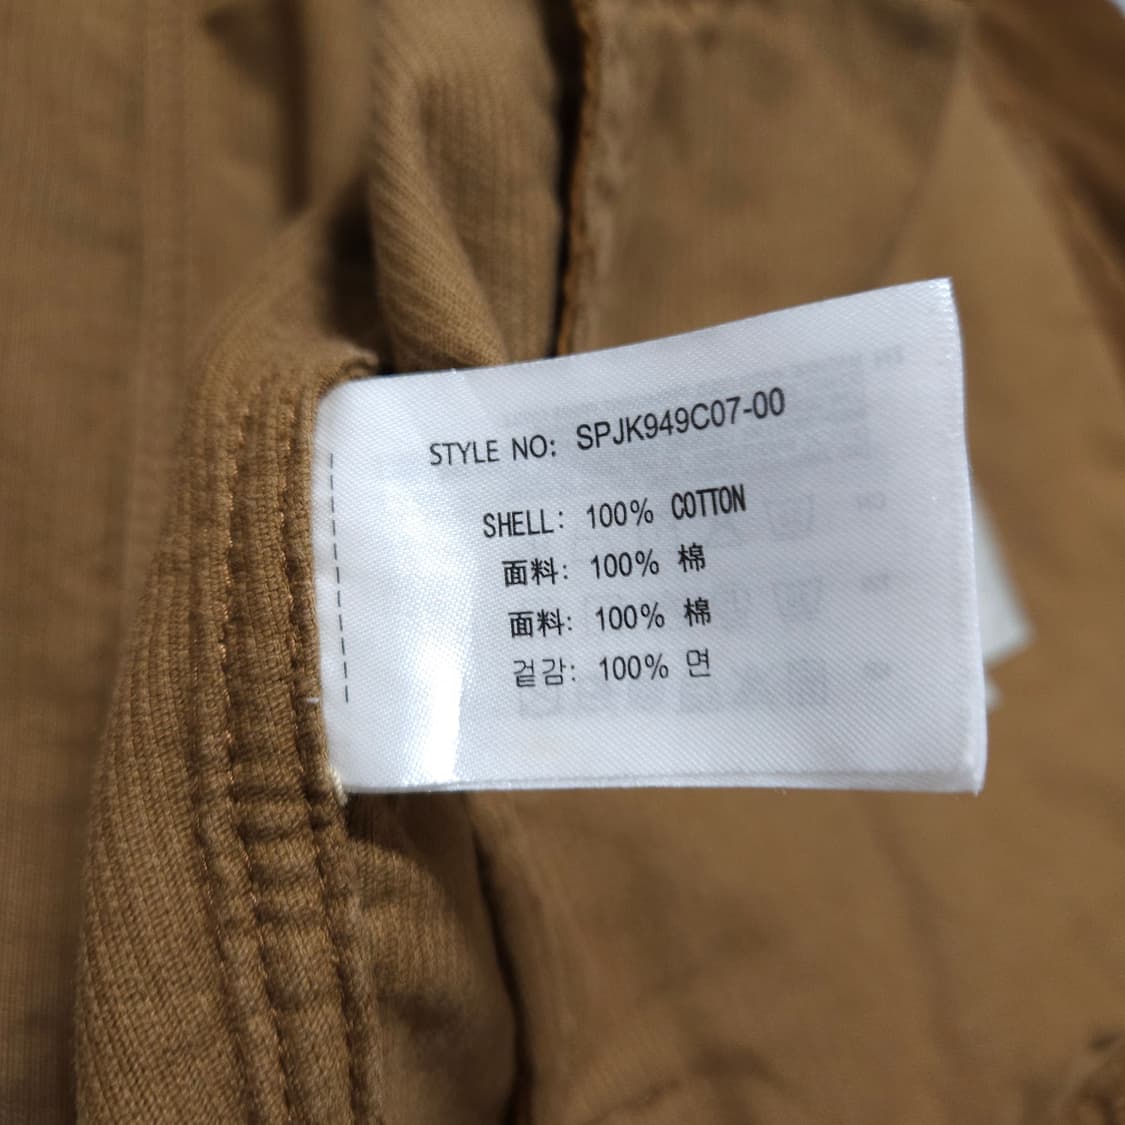 STYLE NO: SPJK949C07-00
SHELL: 100% COTTON
面料: 100% 棉
面料: 100% 棉
겉감: 100% 면